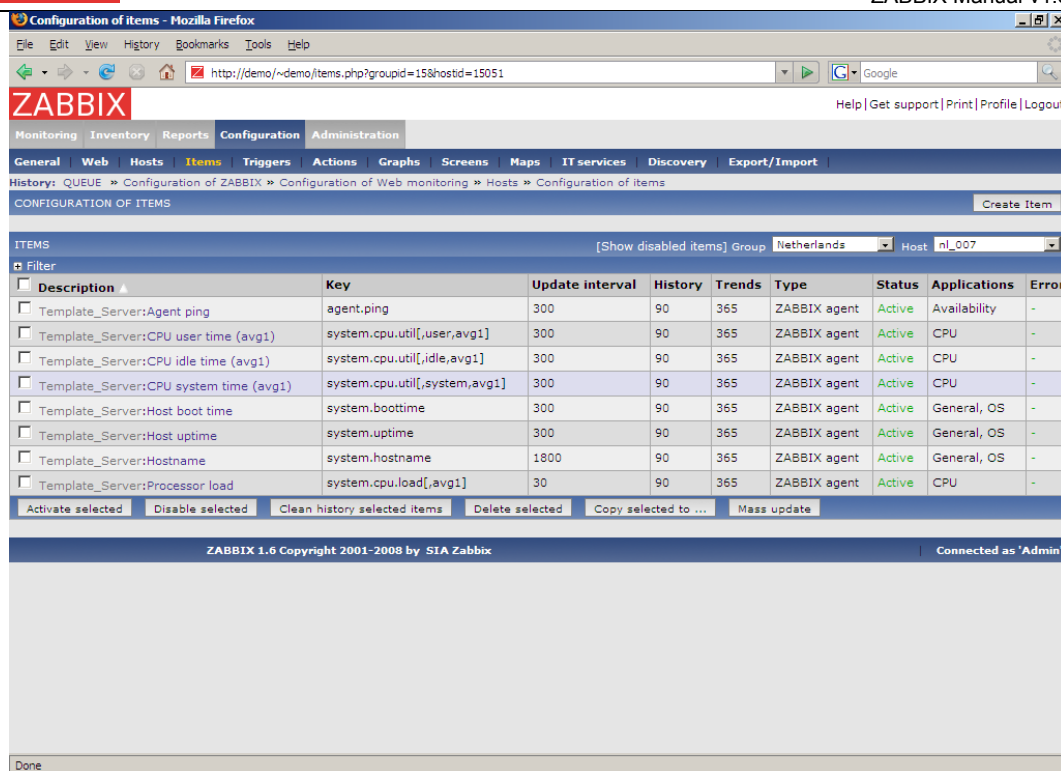 ZABBIX Manual v1.6
Configuration of items - Mozilla Firefox
File Edit View History Bookmarks Tools Help
http://demo/~demo/items.php?groupid=15&hostid=15051 G Google
ZABBIX Help | Get support | Print | Profile | Logout
Monitoring Inventory Reports Configuration Administration
General | Web | Hosts | Items | Triggers | Actions | Graphs | Screens | Maps | IT services | Discovery | Export/Import |
History: QUEUE » Configuration of ZABBIX » Configuration of Web monitoring » Hosts » Configuration of items
CONFIGURATION OF ITEMS Create Item
ITEMS [Show disabled items] Group Netherlands Host nl_007
Filter
Description Key Update interval History Trends Type Status Applications Error
Template_Server:Agent ping agent.ping 300 90 365 ZABBIX agent Active Availability -
Template_Server:CPU user time (avg1) system.cpu.util[,user,avg1] 300 90 365 ZABBIX agent Active CPU -
Template_Server:CPU idle time (avg1) system.cpu.util[,idle,avg1] 300 90 365 ZABBIX agent Active CPU -
Template_Server:CPU system time (avg1) system.cpu.util[,system,avg1] 300 90 365 ZABBIX agent Active CPU -
Template_Server:Host boot time system.boottime 300 90 365 ZABBIX agent Active General, OS -
Template_Server:Host uptime system.uptime 300 90 365 ZABBIX agent Active General, OS -
Template_Server:Hostname system.hostname 1800 90 365 ZABBIX agent Active General, OS -
Template_Server:Processor load system.cpu.load[,avg1] 30 90 365 ZABBIX agent Active CPU -
Activate selected Disable selected Clean history selected items Delete selected Copy selected to ... Mass update
ZABBIX 1.6 Copyright 2001-2008 by SIA Zabbix | Connected as 'Admin'
Done